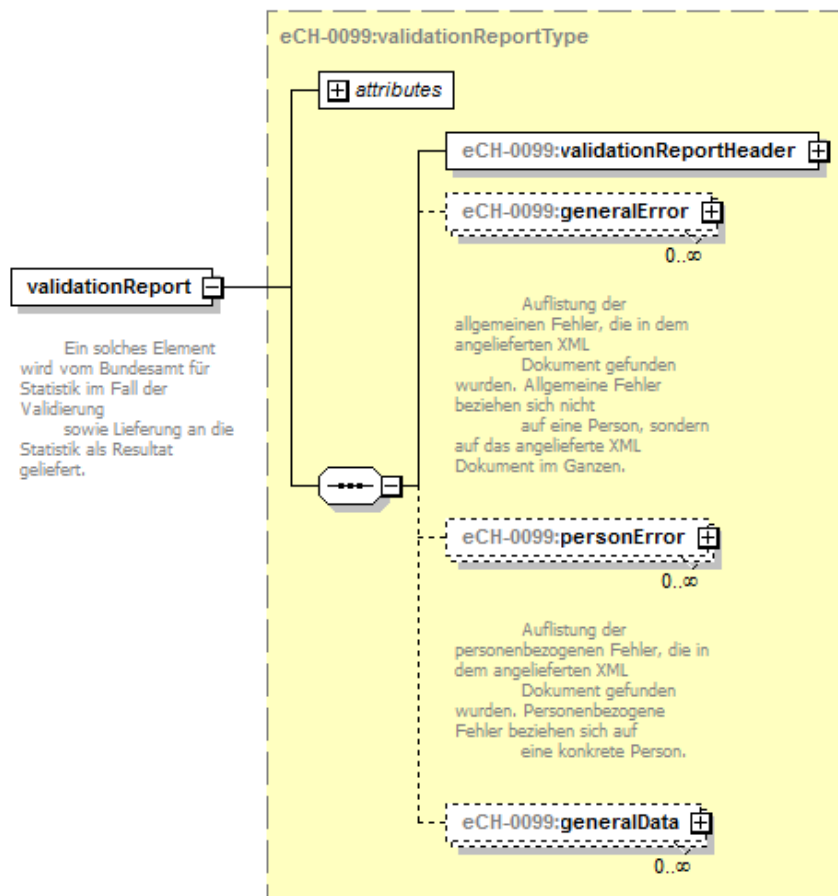 eCH-0099:validationReportType
attributes
eCH-0099:validationReportHeader
eCH-0099:generalError
0..∞
Auflistung der
allgemeinen Fehler, die in dem
angelieferten XML
Dokument gefunden
wurden. Allgemeine Fehler
beziehen sich nicht
auf eine Person, sondern
auf das angelieferte XML
Dokument im Ganzen.
validationReport
Ein solches Element
wird vom Bundesamt für
Statistik im Fall der
Validierung
sowie Lieferung an die
Statistik als Resultat
geliefert.
eCH-0099:personError
0..∞
Auflistung der
personenbezogenen Fehler, die in
dem angelieferten XML
Dokument gefunden
wurden. Personenbezogene
Fehler beziehen sich auf
eine konkrete Person.
eCH-0099:generalData
0..∞